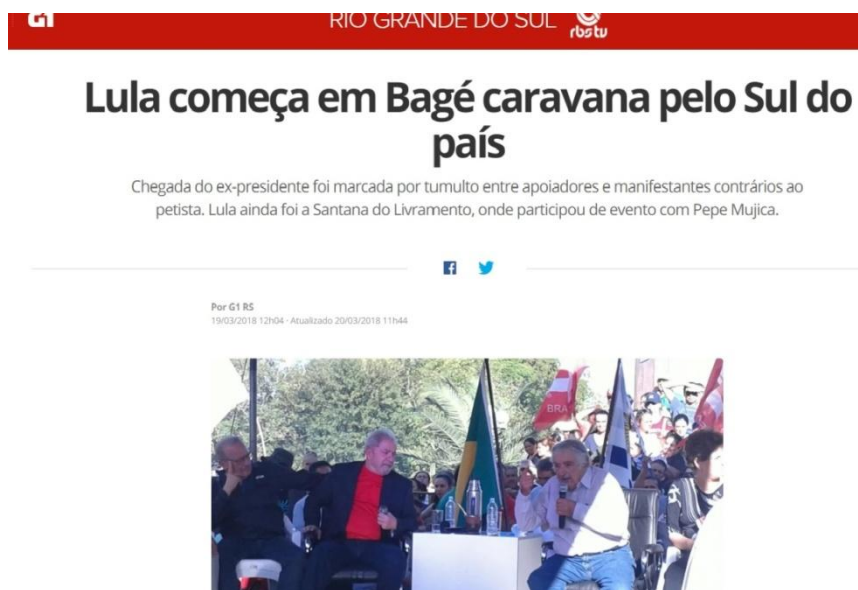 G1
RIO GRANDE DO SUL
rbs tv
Lula começa em Bagé caravana pelo Sul do
país
Chegada do ex-presidente foi marcada por tumulto entre apoiadores e manifestantes contrários ao
petista. Lula ainda foi a Santana do Livramento, onde participou de evento com Pepe Mujica.
Por G1 RS
19/03/2018 12h04 · Atualizado 20/03/2018 11h44
BRA